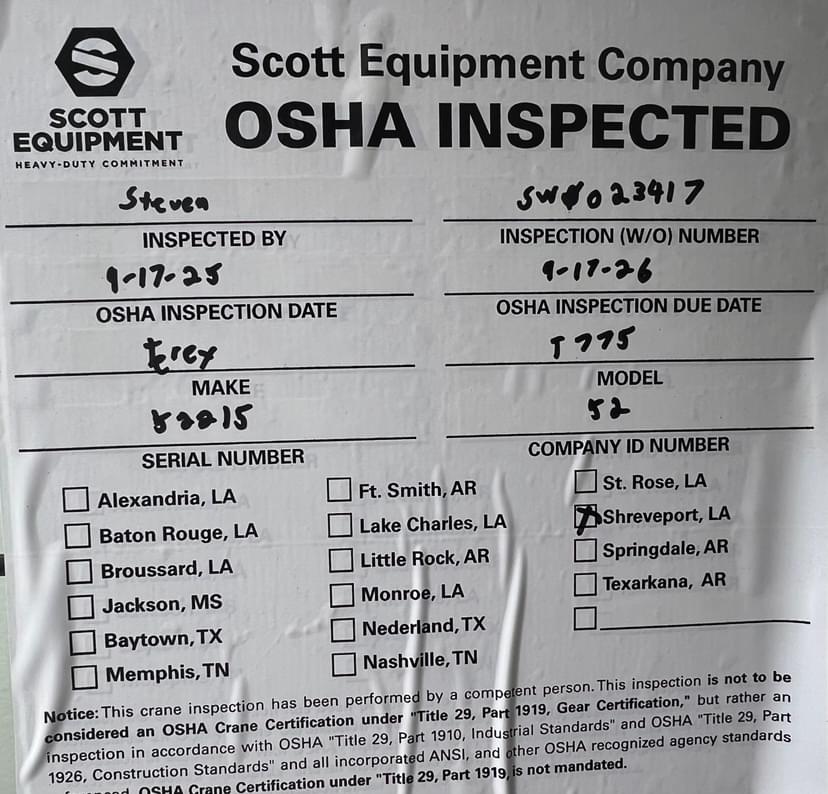 SCOTT
EQUIPMENT
HEAVY-DUTY COMMITMENT
Scott Equipment Company
OSHA INSPECTED
Steven
INSPECTED BY
SW 023417
INSPECTION (W/O) NUMBER
9-17-25
OSHA INSPECTION DATE
9-17-26
OSHA INSPECTION DUE DATE
MAKE
T775
MODEL
SERIAL NUMBER
52
COMPANY ID NUMBER
Alexandria, LA
Baton Rouge, LA
Broussard, LA
Jackson, MS
Baytown, TX
Memphis, TN
Ft. Smith, AR
Lake Charles, LA
Little Rock, AR
Monroe, LA
Nederland, TX
Nashville, TN
St. Rose, LA
X Shreveport, LA
Springdale, AR
Texarkana, AR
Notice: This crane inspection has been performed by a competent person. This inspection is not to be
considered an OSHA Crane Certification under "Title 29, Part 1919, Gear Certification," but rather an
inspection in accordance with OSHA "Title 29, Part 1910, Industrial Standards" and OSHA "Title 29, Part
1926, Construction Standards" and all incorporated ANSI, and other OSHA recognized agency standards
OSHA Crane Certification under "Title 29, Part 1919, is not mandated.